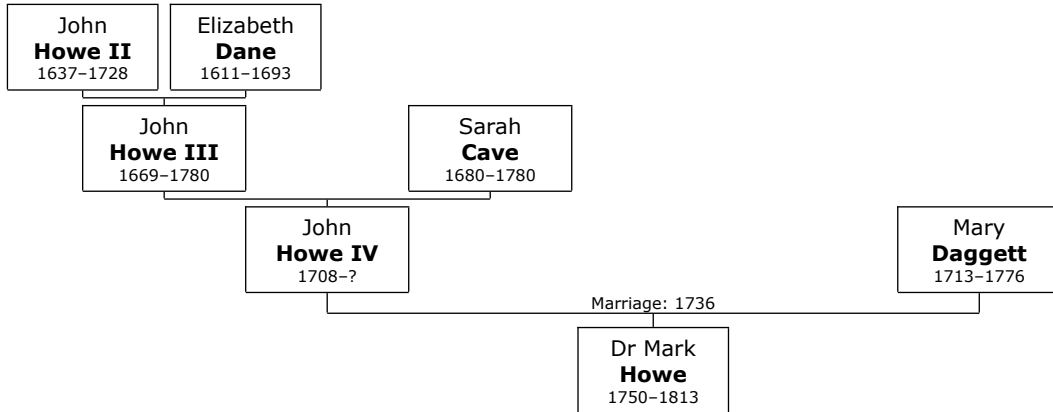 John
Howe II
1637–1728
Elizabeth
Dane
1611–1693
John
Howe III
1669–1780
Sarah
Cave
1680–1780
John
Howe IV
1708–?
Mary
Daggett
1713–1776
Marriage: 1736
Dr Mark
Howe
1750–1813